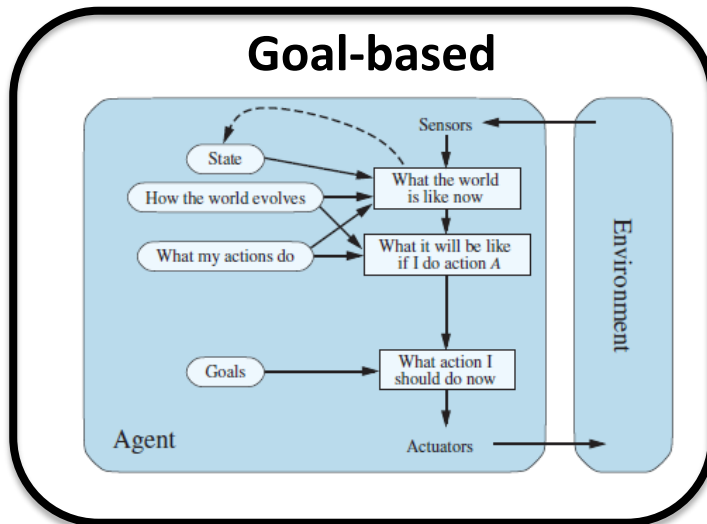 Goal-based
Sensors
State
What the world
is like now
How the world evolves
What my actions do
What it will be like
if I do action A
Goals
What action I
should do now
Agent
Actuators
Environment